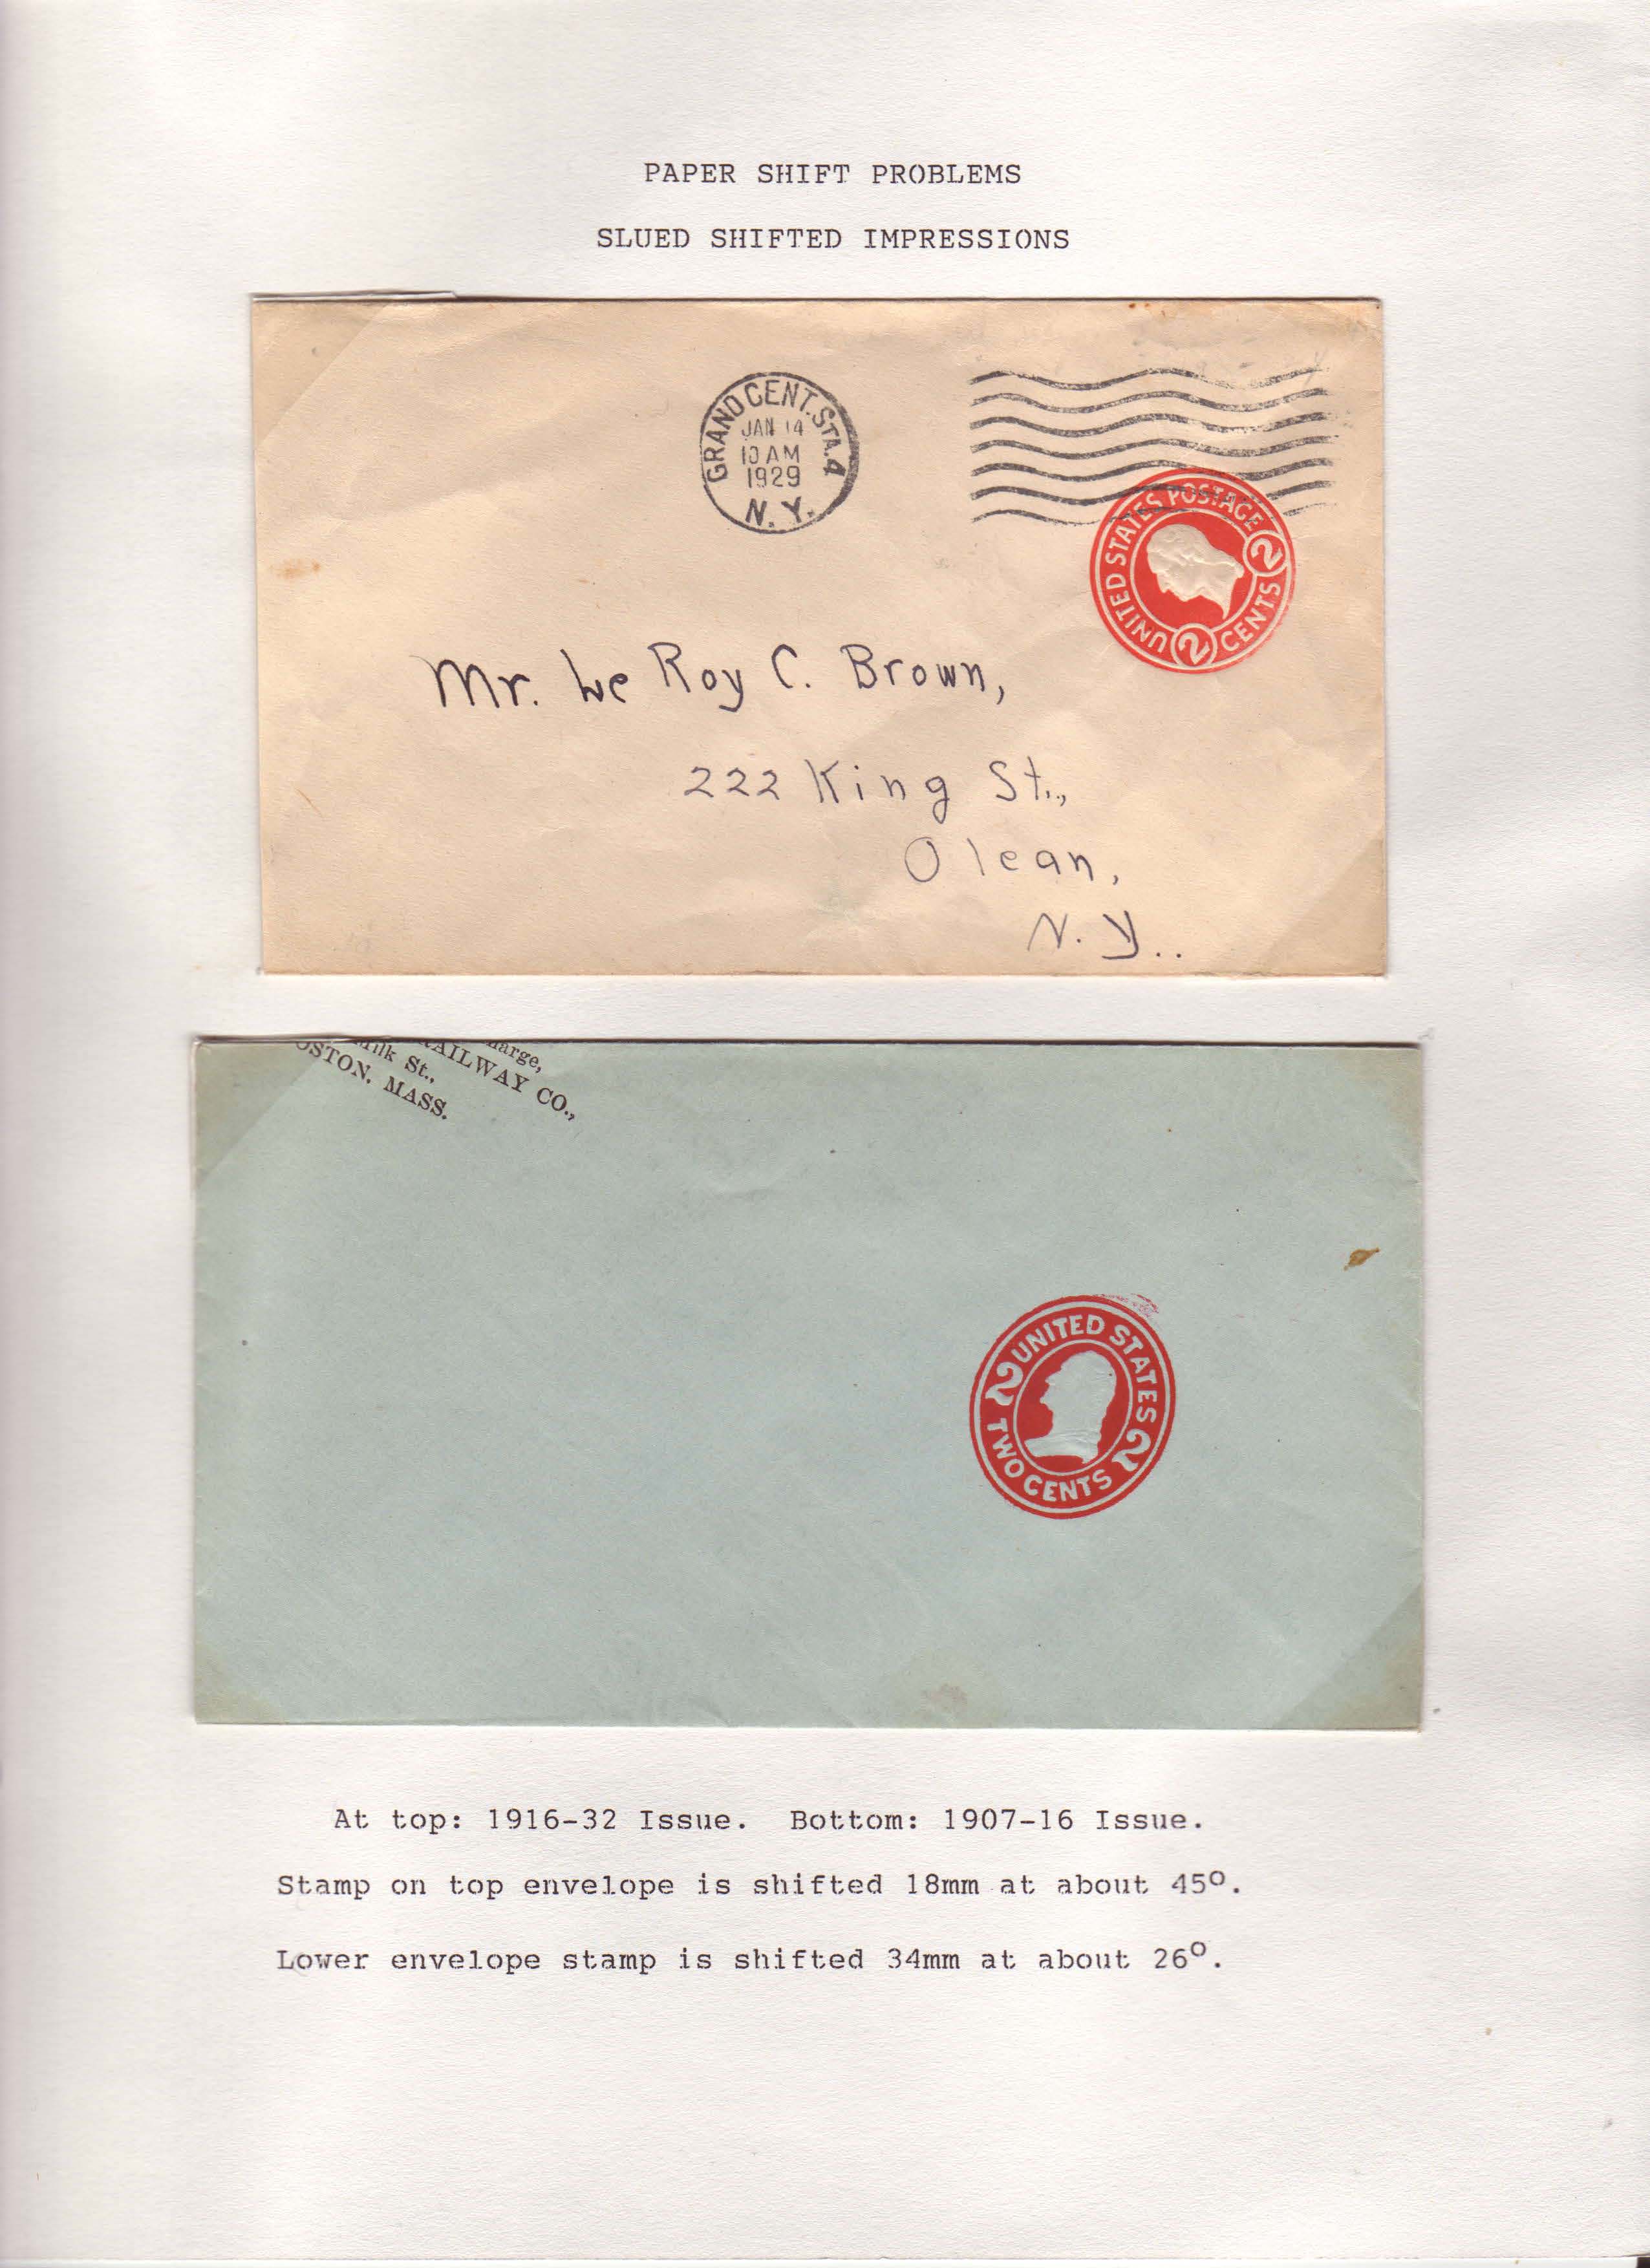 PAPER SHIFT PROBLEMS
SLUED SHIFTED IMPRESSIONS
GRAND CENT. STA. 4
JAN 14
10 AM
1929
N. Y.
UNITED STATES POSTAGE
2 CENTS 2
Mr. Le Roy C. Brown,
222 King St.,
Olean,
N. Y..
harge,
RAILWAY CO.,
Milk St.,
OSTON, MASS.
UNITED STATES
2 TWO CENTS 2
At top: 1916-32 Issue. Bottom: 1907-16 Issue.
Stamp on top envelope is shifted 18mm at about 45º.
Lower envelope stamp is shifted 34mm at about 26º.